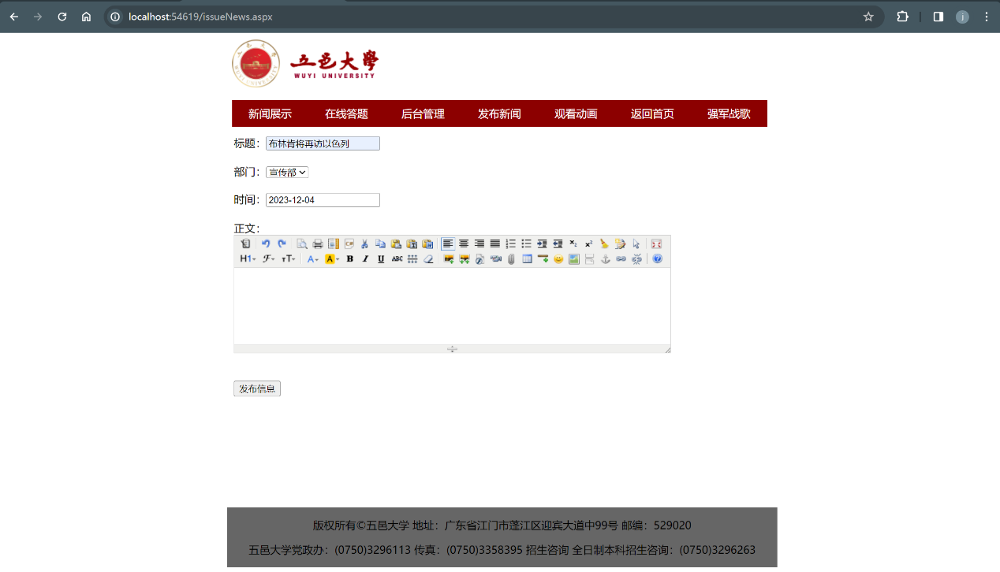 localhost:54619/issueNews.aspx
五邑大學
WUYI UNIVERSITY
新闻展示 在线答题 后台管理 发布新闻 观看动画 返回首页 强军战歌
标题：布林肯将再访以色列
部门：宣传部
时间：2023-12-04
正文：
H1 F тT A A B I U ABC
发布信息
版权所有©五邑大学 地址：广东省江门市蓬江区迎宾大道中99号 邮编：529020
五邑大学党政办：(0750)3296113 传真：(0750)3358395 招生咨询 全日制本科招生咨询：(0750)3296263